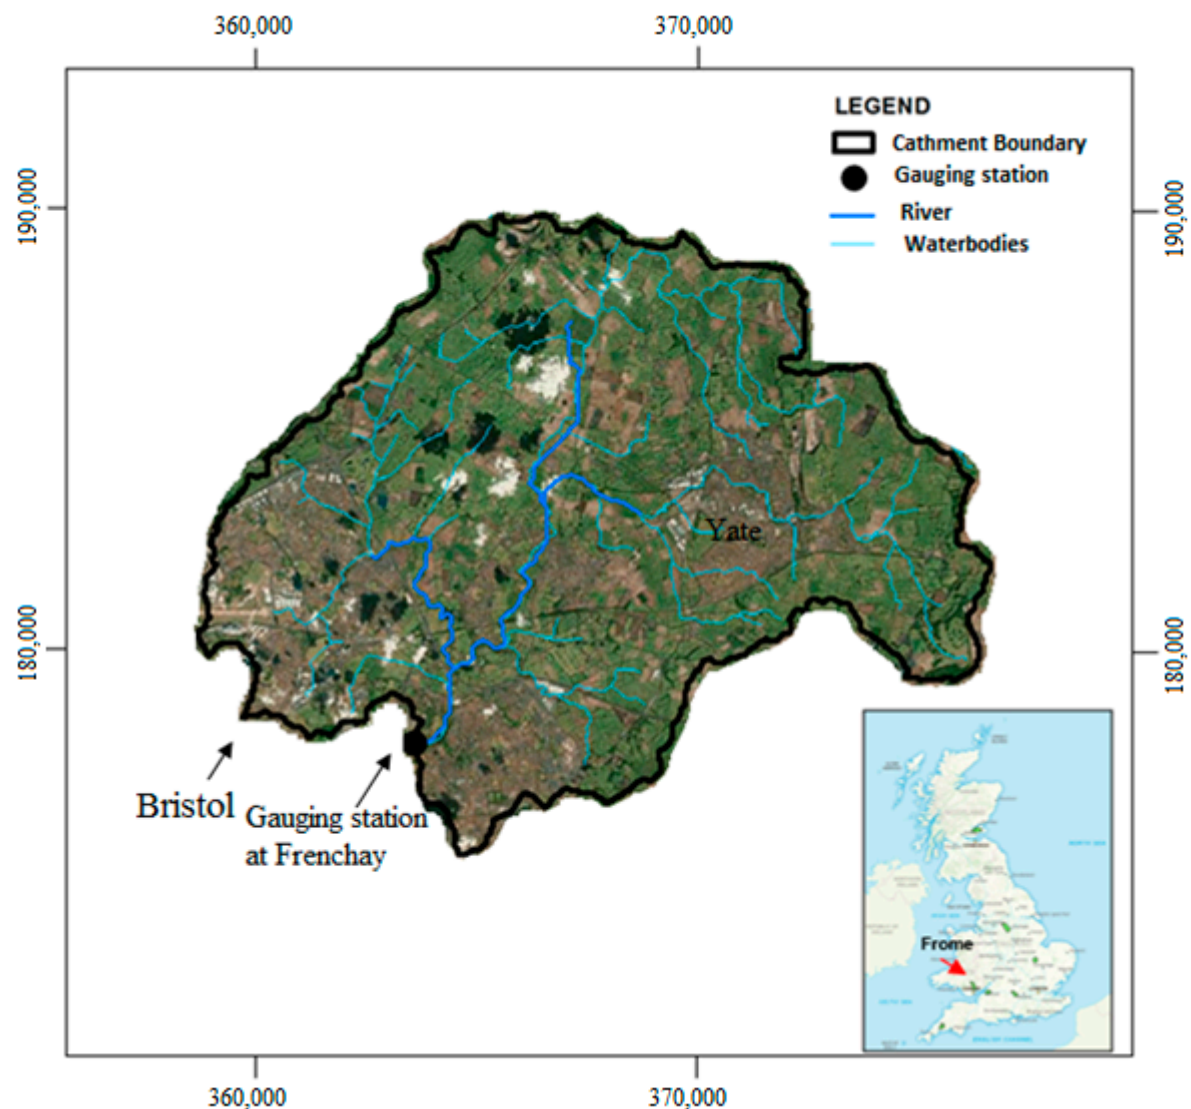 360,000
370,000
LEGEND
Cathment Boundary
Gauging station
River
Waterbodies
190,000
190,000
Yate
180,000
180,000
Bristol
Gauging station
at Frenchay
Frome
360,000
370,000